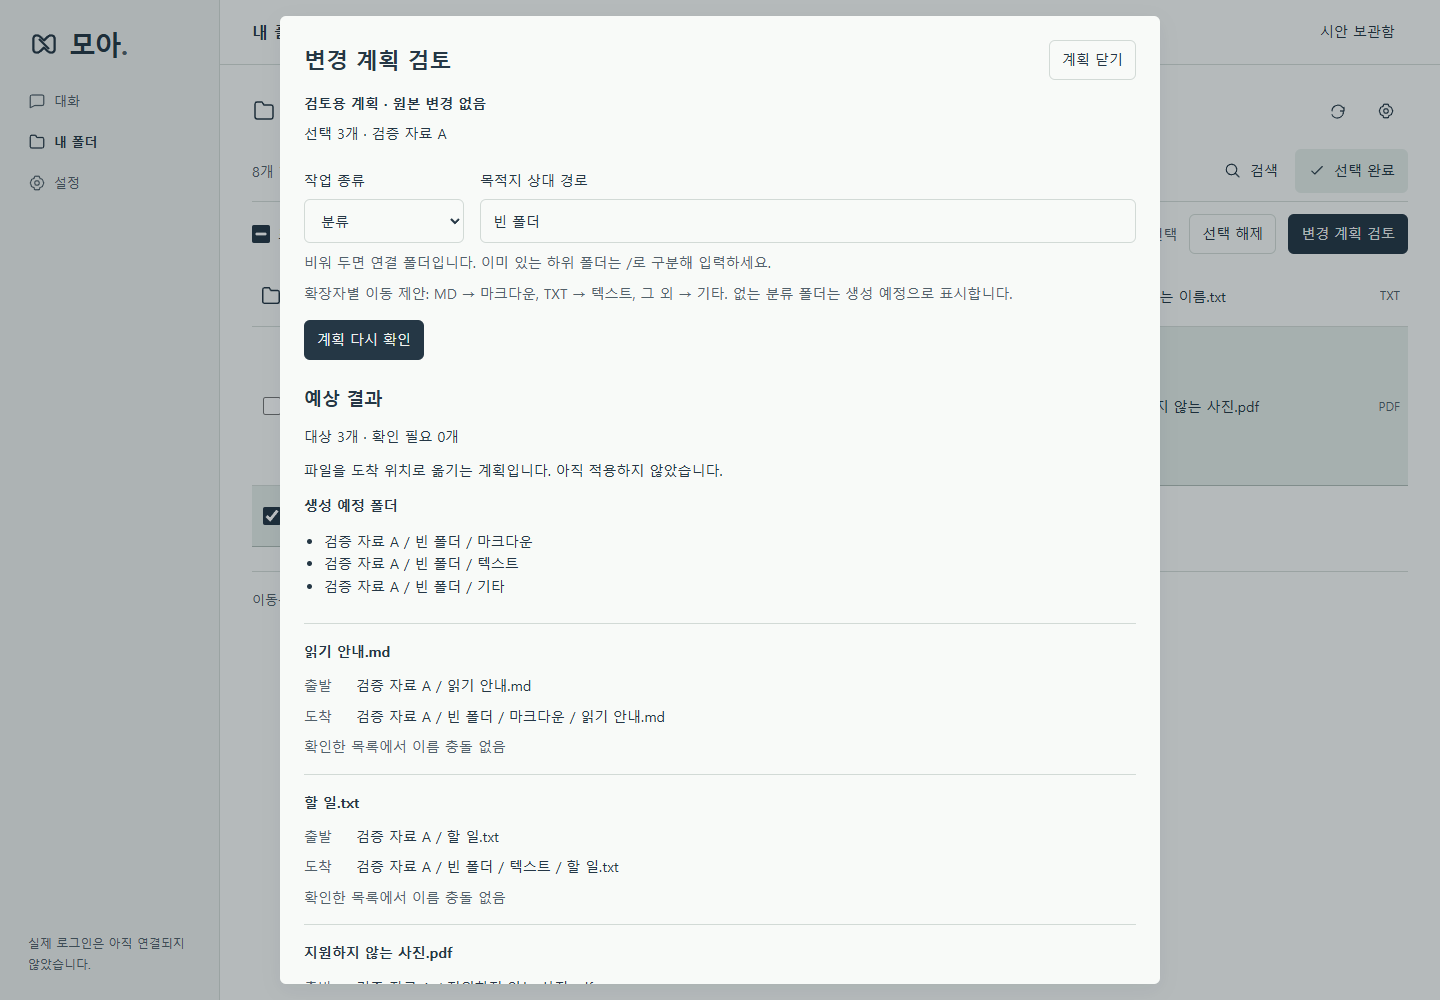 모아.
대화
내 폴더
설정
실제 로그인은 아직 연결되지
않았습니다.
내
시안 보관함
8개
검색
선택 완료
선택 해제
변경 계획 검토
는 이름.txt
TXT
지 않는 사진.pdf
PDF
이동
변경 계획 검토
계획 닫기
검토용 계획 · 원본 변경 없음
선택 3개 · 검증 자료 A
작업 종류
목적지 상대 경로
분류
빈 폴더
비워 두면 연결 폴더입니다. 이미 있는 하위 폴더는 /로 구분해 입력하세요.
확장자별 이동 제안: MD → 마크다운, TXT → 텍스트, 그 외 → 기타. 없는 분류 폴더는 생성 예정으로 표시합니다.
계획 다시 확인
예상 결과
대상 3개 · 확인 필요 0개
파일을 도착 위치로 옮기는 계획입니다. 아직 적용하지 않았습니다.
생성 예정 폴더
• 검증 자료 A / 빈 폴더 / 마크다운
• 검증 자료 A / 빈 폴더 / 텍스트
• 검증 자료 A / 빈 폴더 / 기타
읽기 안내.md
출발 검증 자료 A / 읽기 안내.md
도착 검증 자료 A / 빈 폴더 / 마크다운 / 읽기 안내.md
확인한 목록에서 이름 충돌 없음
할 일.txt
출발 검증 자료 A / 할 일.txt
도착 검증 자료 A / 빈 폴더 / 텍스트 / 할 일.txt
확인한 목록에서 이름 충돌 없음
지원하지 않는 사진.pdf